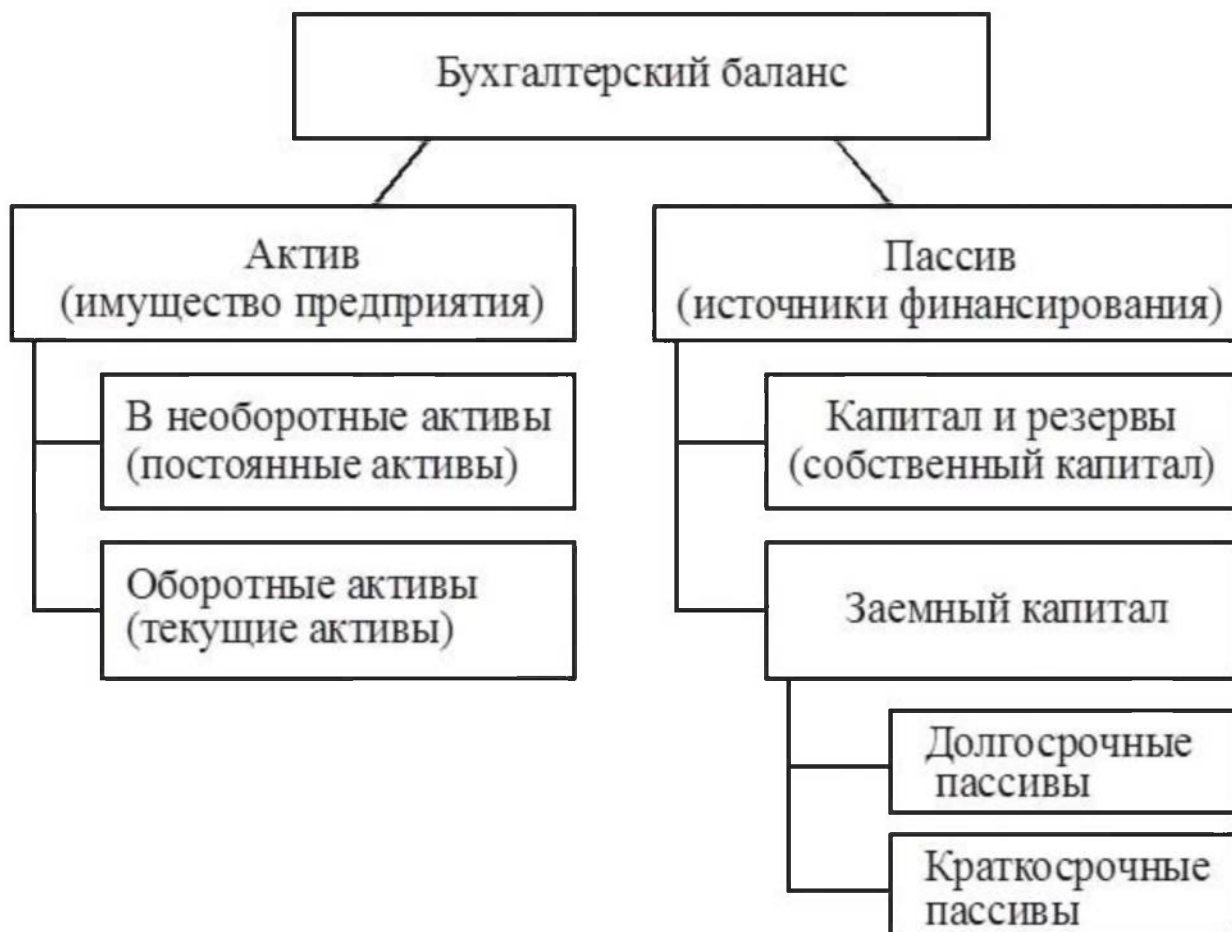 Бухгалтерский баланс
Актив
(имущество предприятия)
В необоротные активы
(постоянные активы)
Оборотные активы
(текущие активы)
Пассив
(источники финансирования)
Капитал и резервы
(собственный капитал)
Заемный капитал
Долгосрочные
пассивы
Краткосрочные
пассивы